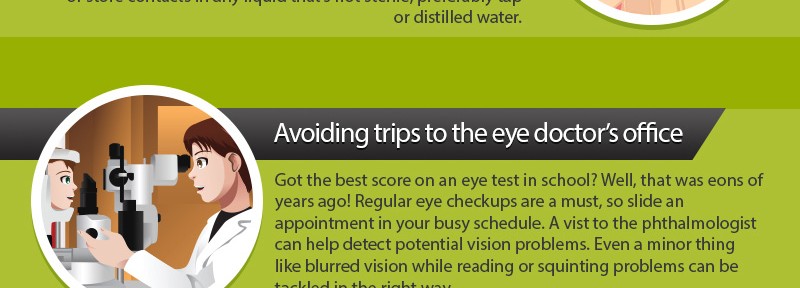 or store contacts in any liquid that's not sterile, preferably tap
or distilled water.
Avoiding trips to the eye doctor's office
Got the best score on an eye test in school? Well, that was eons of
years ago! Regular eye checkups are a must, so slide an
appointment in your busy schedule. A vist to the phthalmologist
can help detect potential vision problems. Even a minor thing
like blurred vision while reading or squinting problems can be
tackled in the right way.